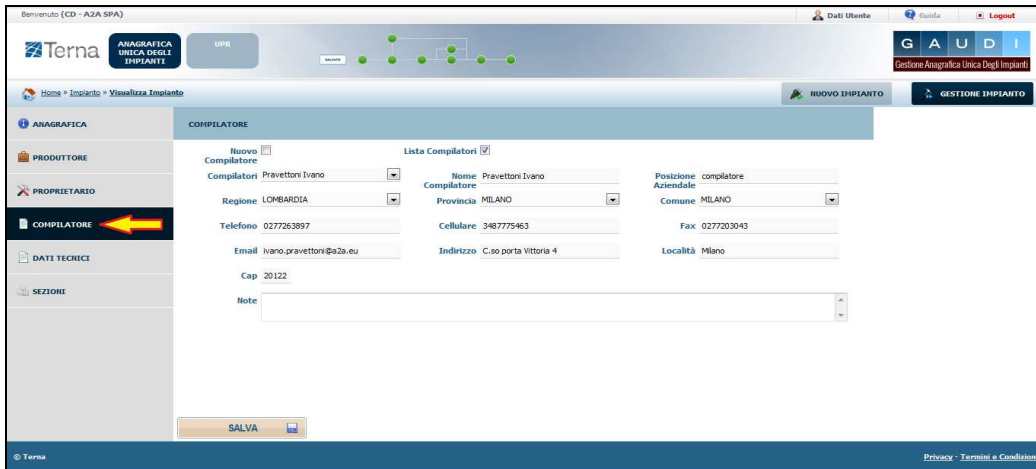 Benvenuto (CD - A2A SPA)
Dati Utente
Guida
Logout
Terna
ANAGRAFICA
UNICA DEGLI
IMPIANTI
UPR
G A U D I
Gestione Anagrafica Unica Degli Impianti
Home » Impianto » Visualizza Impianto
NUOVO IMPIANTO
GESTIONE IMPIANTO
ANAGRAFICA
PRODUTTORE
PROPRIETARIO
COMPILATORE
DATI TECNICI
SEZIONI
COMPILATORE
Nuovo Compilatore
Lista Compilatori
Compilatori Pravettoni Ivano
Nome Compilatore Pravettoni Ivano
Posizione Aziendale compilatore
Regione LOMBARDIA
Provincia MILANO
Comune MILANO
Telefono 0277263897
Cellulare 3487775463
Fax 0277203043
Email ivano.pravettoni@a2a.eu
Indirizzo C.so porta Vittoria 4
Località Milano
Cap 20122
Note
SALVA
© Terna
Privacy - Termini e Condizion